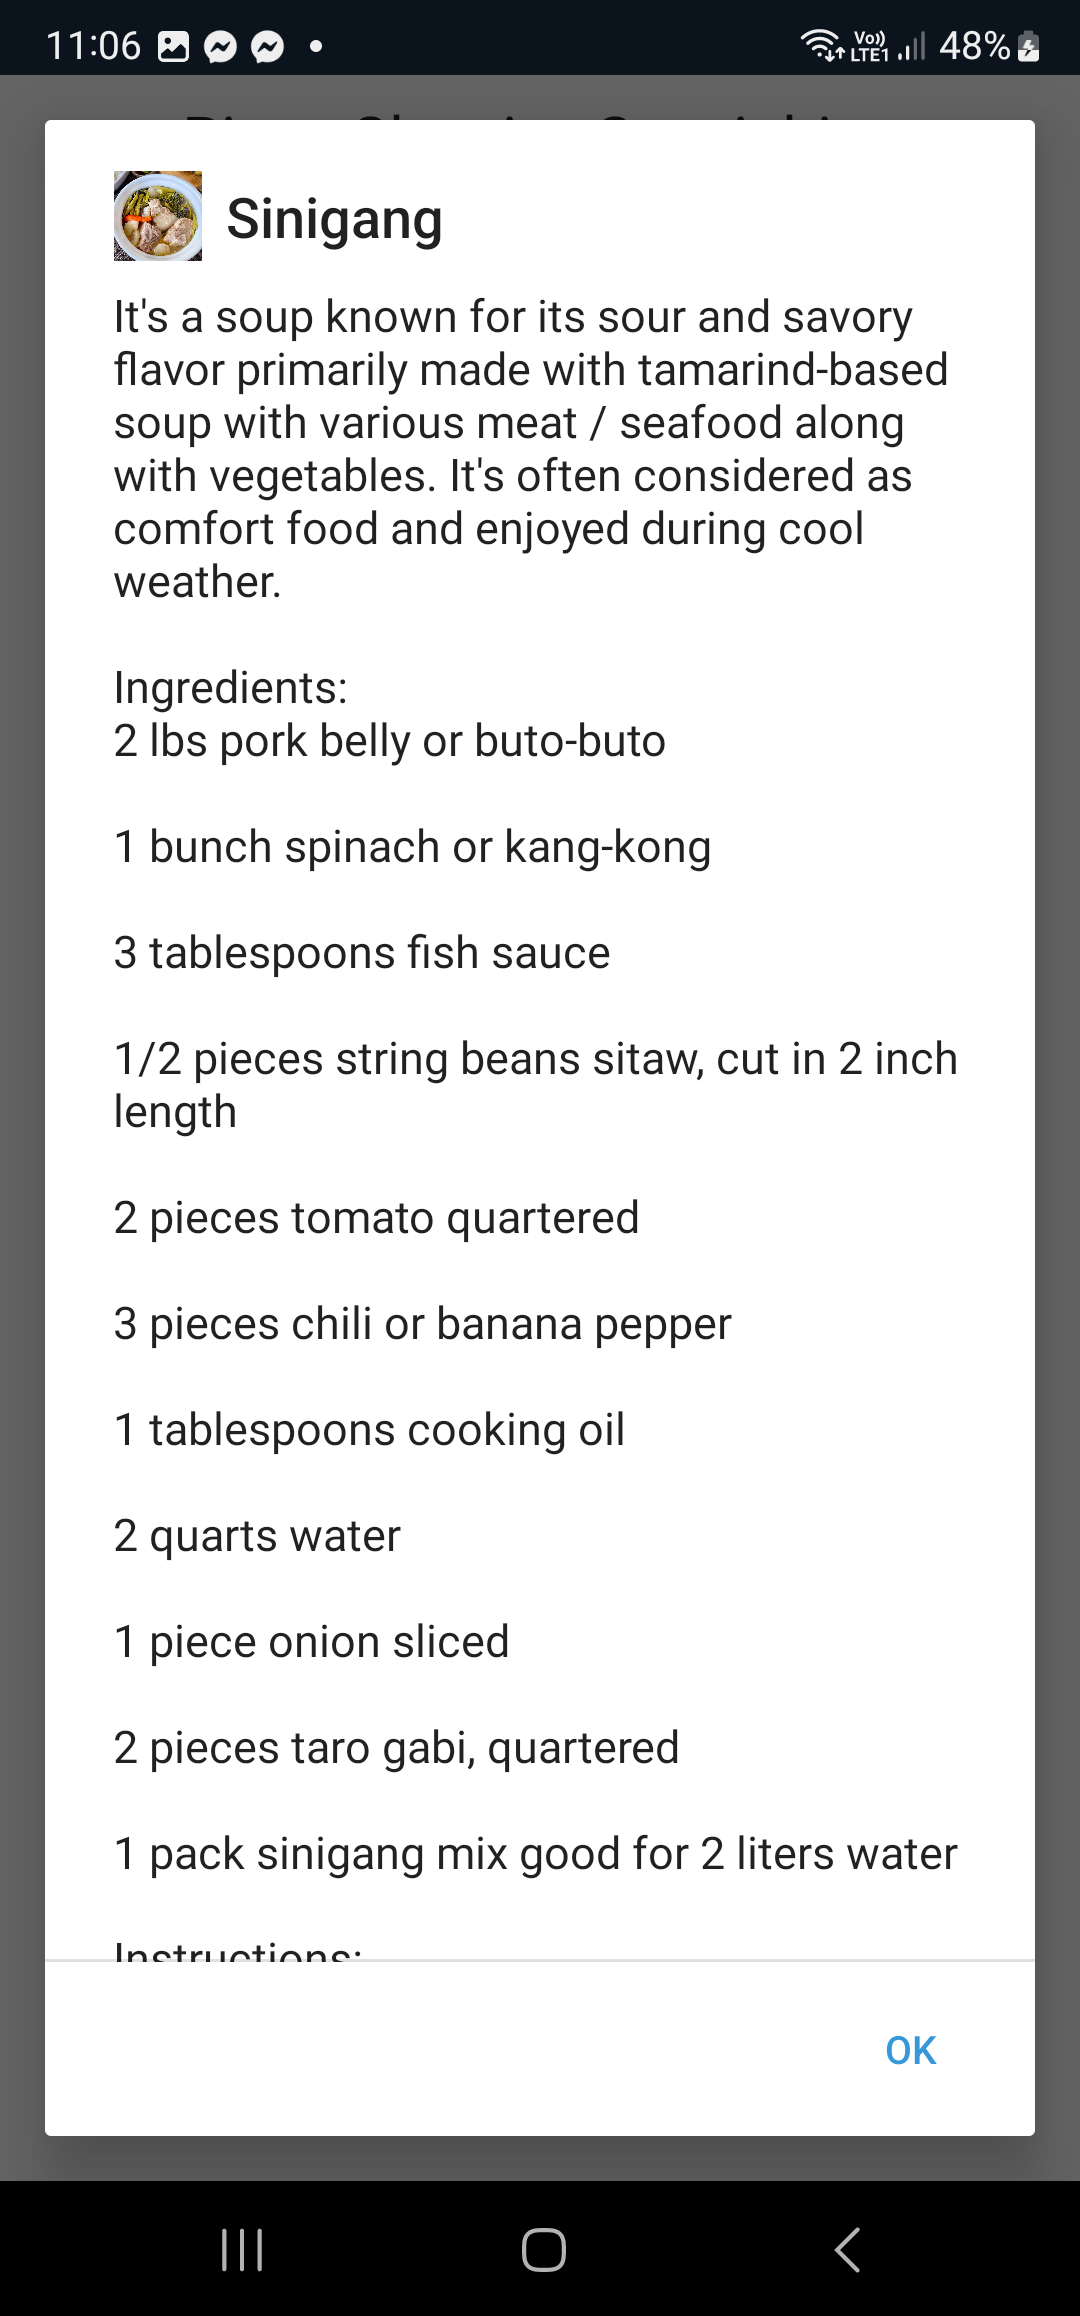 11:06
Vo))
LTE1
48%
Sinigang
It's a soup known for its sour and savory
flavor primarily made with tamarind-based
soup with various meat / seafood along
with vegetables. It's often considered as
comfort food and enjoyed during cool
weather.
Ingredients:
2 lbs pork belly or buto-buto
1 bunch spinach or kang-kong
3 tablespoons fish sauce
1/2 pieces string beans sitaw, cut in 2 inch
length
2 pieces tomato quartered
3 pieces chili or banana pepper
1 tablespoons cooking oil
2 quarts water
1 piece onion sliced
2 pieces taro gabi, quartered
1 pack sinigang mix good for 2 liters water
Instructions:
OK